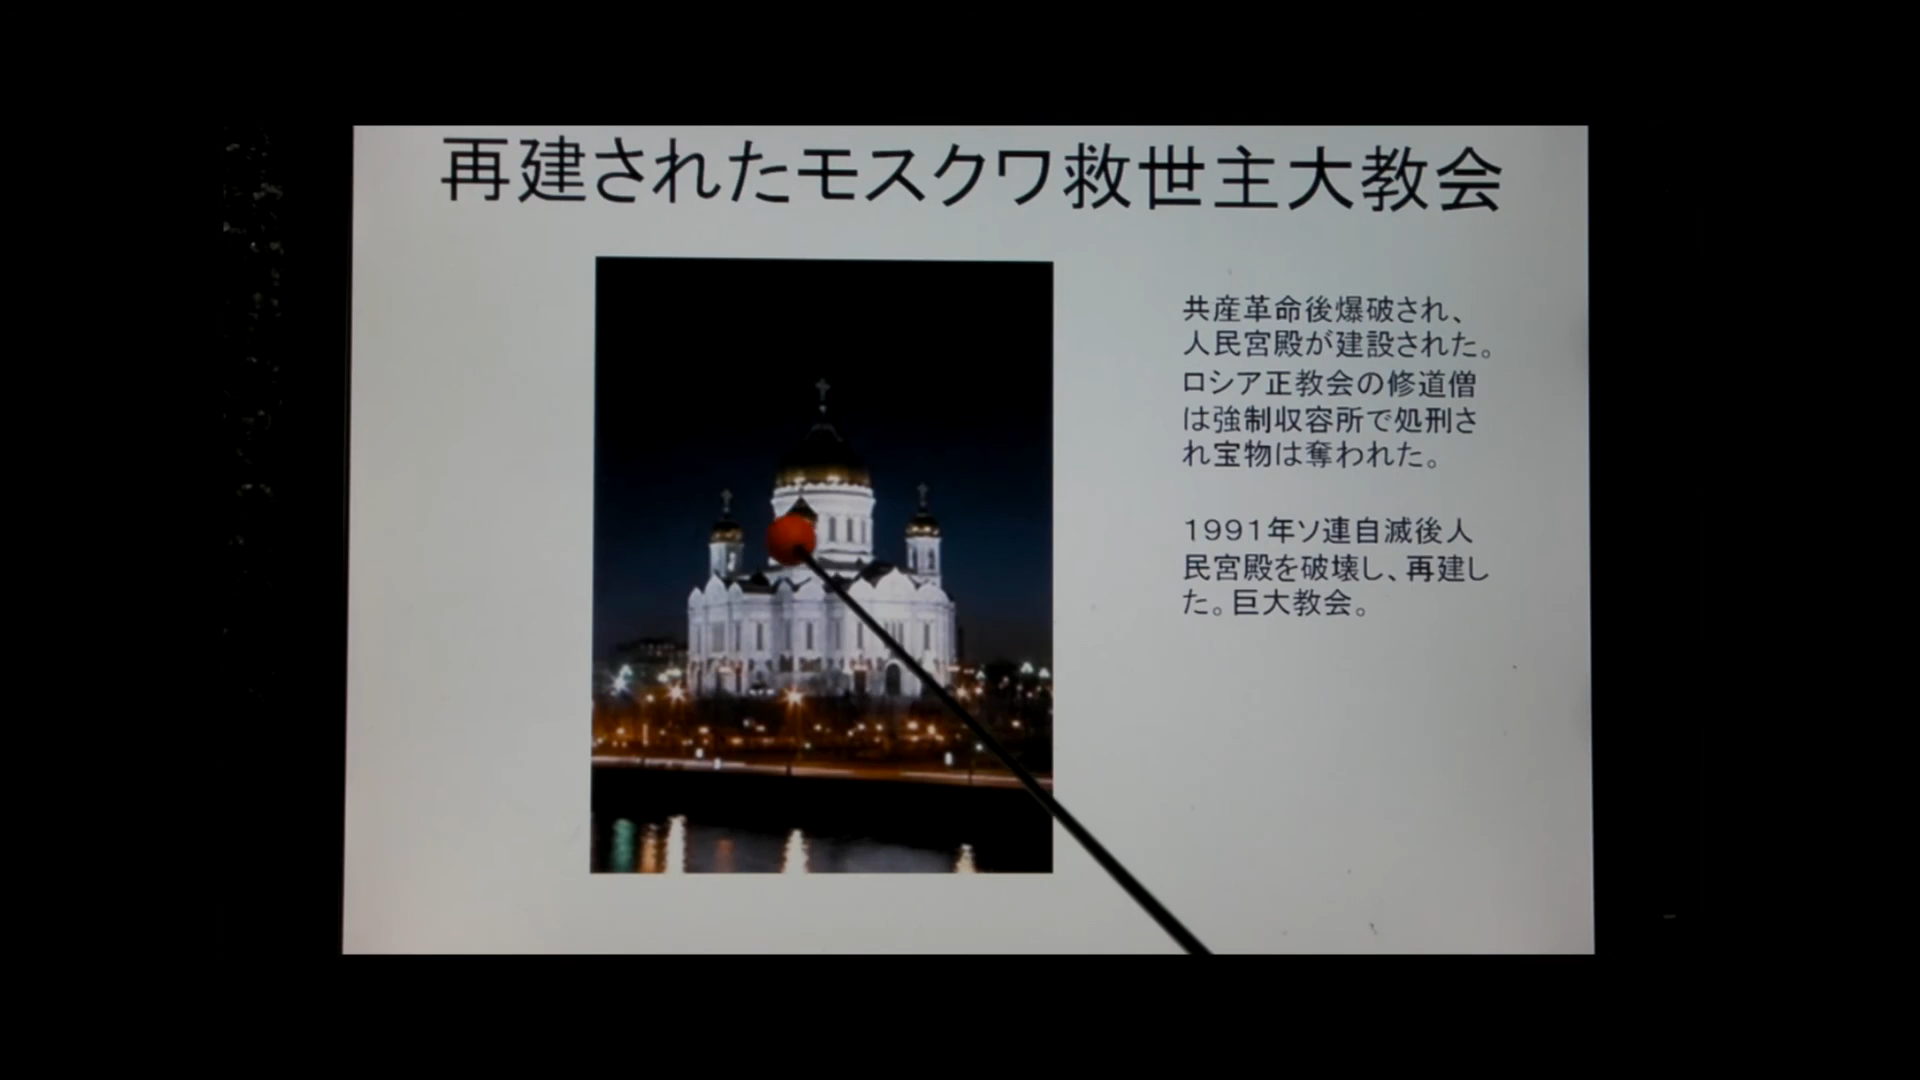 再建されたモスクワ救世主大教会
共産革命後爆破され、
人民宮殿が建設された。
ロシア正教会の修道僧
は強制収容所で処刑さ
れ宝物は奪われた。
1991年ソ連自滅後人
民宮殿を破壊し、再建し
た。巨大教会。